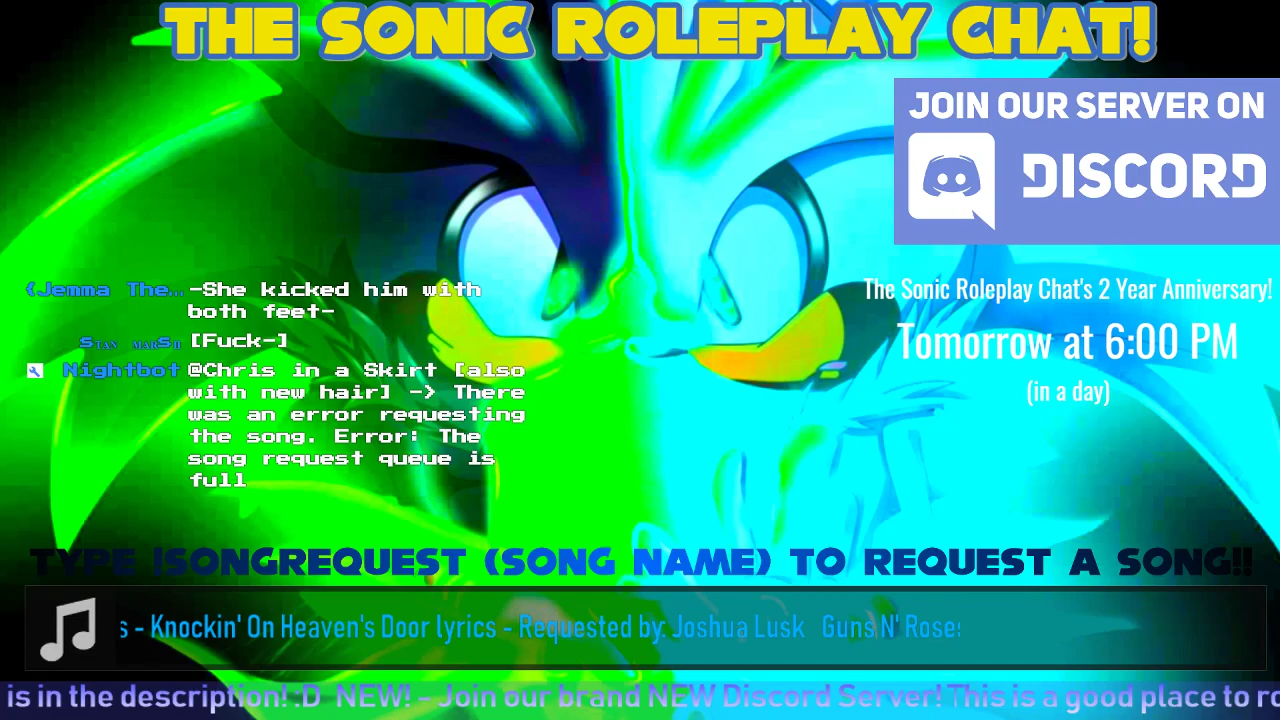 THE SONIC ROLEPLAY CHAT!
JOIN OUR SERVER ON
DISCORD
The Sonic Roleplay Chat's 2 Year Anniversary!
Tomorrow at 6:00 PM
(in a day)
{Jemma The… -She kicked him with
both feet-
Stan marsh [Fuck-]
Nightbot @Chris in a Skirt [also
with new hair] -> There
was an error requesting
the song. Error: The
song request queue is
full
TYPE !SONGREQUEST (SONG NAME) TO REQUEST A SONG!!
s - Knockin' On Heaven's Door lyrics - Requested by: Joshua Lusk Guns N' Roses
is in the description! :D NEW! - Join our brand NEW Discord Server! This is a good place to ro